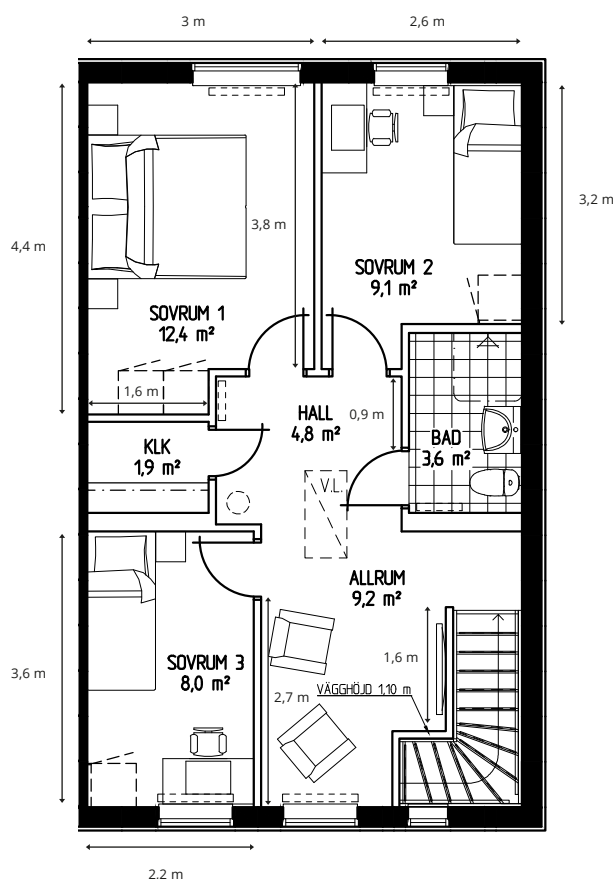 3 m
2,6 m
3,2 m
4,4 m
3,8 m
SOVRUM 2
9,1 m²
SOVRUM 1
12,4 m²
1,6 m
HALL
4,8 m²
0,9 m
BAD
3,6 m²
KLK
1,9 m²
V.L.
ALLRUM
9,2 m²
1,6 m
SOVRUM 3
8,0 m²
3,6 m
2,7 m
VÄGGHÖJD 1,10 m
2.2 m